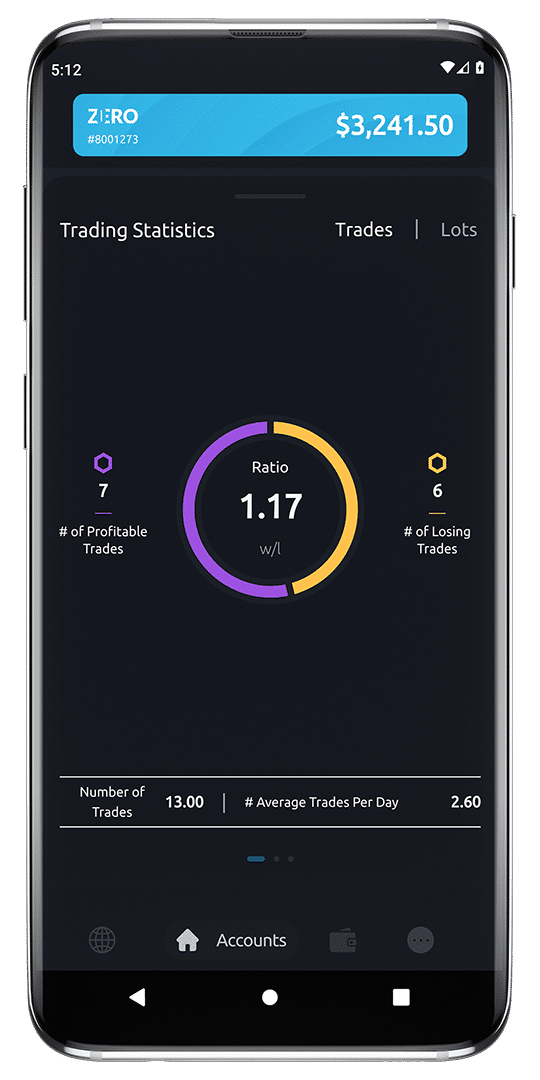 5:12
ZERO
#8001273
$3,241.50
Trading Statistics
Trades | Lots
Ratio
1.17
w/l
7
# of Profitable
Trades
6
# of Losing
Trades
Number of
Trades
13.00
# Average Trades Per Day
2.60
Accounts